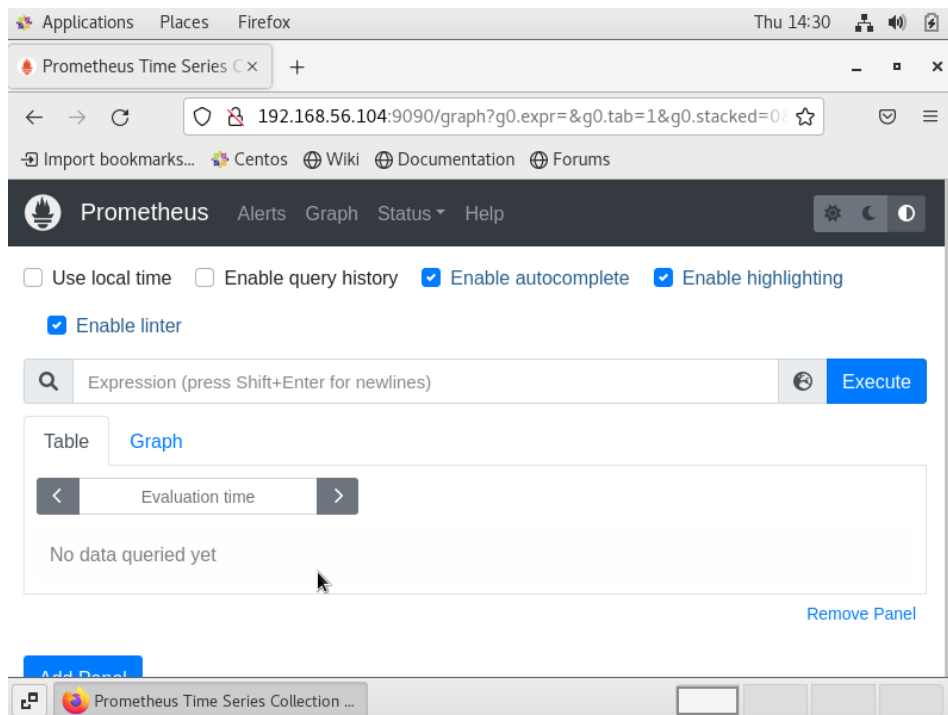 Applications Places Firefox Thu 14:30
Prometheus Time Series C
192.168.56.104:9090/graph?g0.expr=&g0.tab=1&g0.stacked=0
Import bookmarks... Centos Wiki Documentation Forums
Prometheus Alerts Graph Status Help
Use local time Enable query history Enable autocomplete Enable highlighting
Enable linter
Expression (press Shift+Enter for newlines) Execute
Table Graph
Evaluation time
No data queried yet
Remove Panel
Add Panel
Prometheus Time Series Collection ...